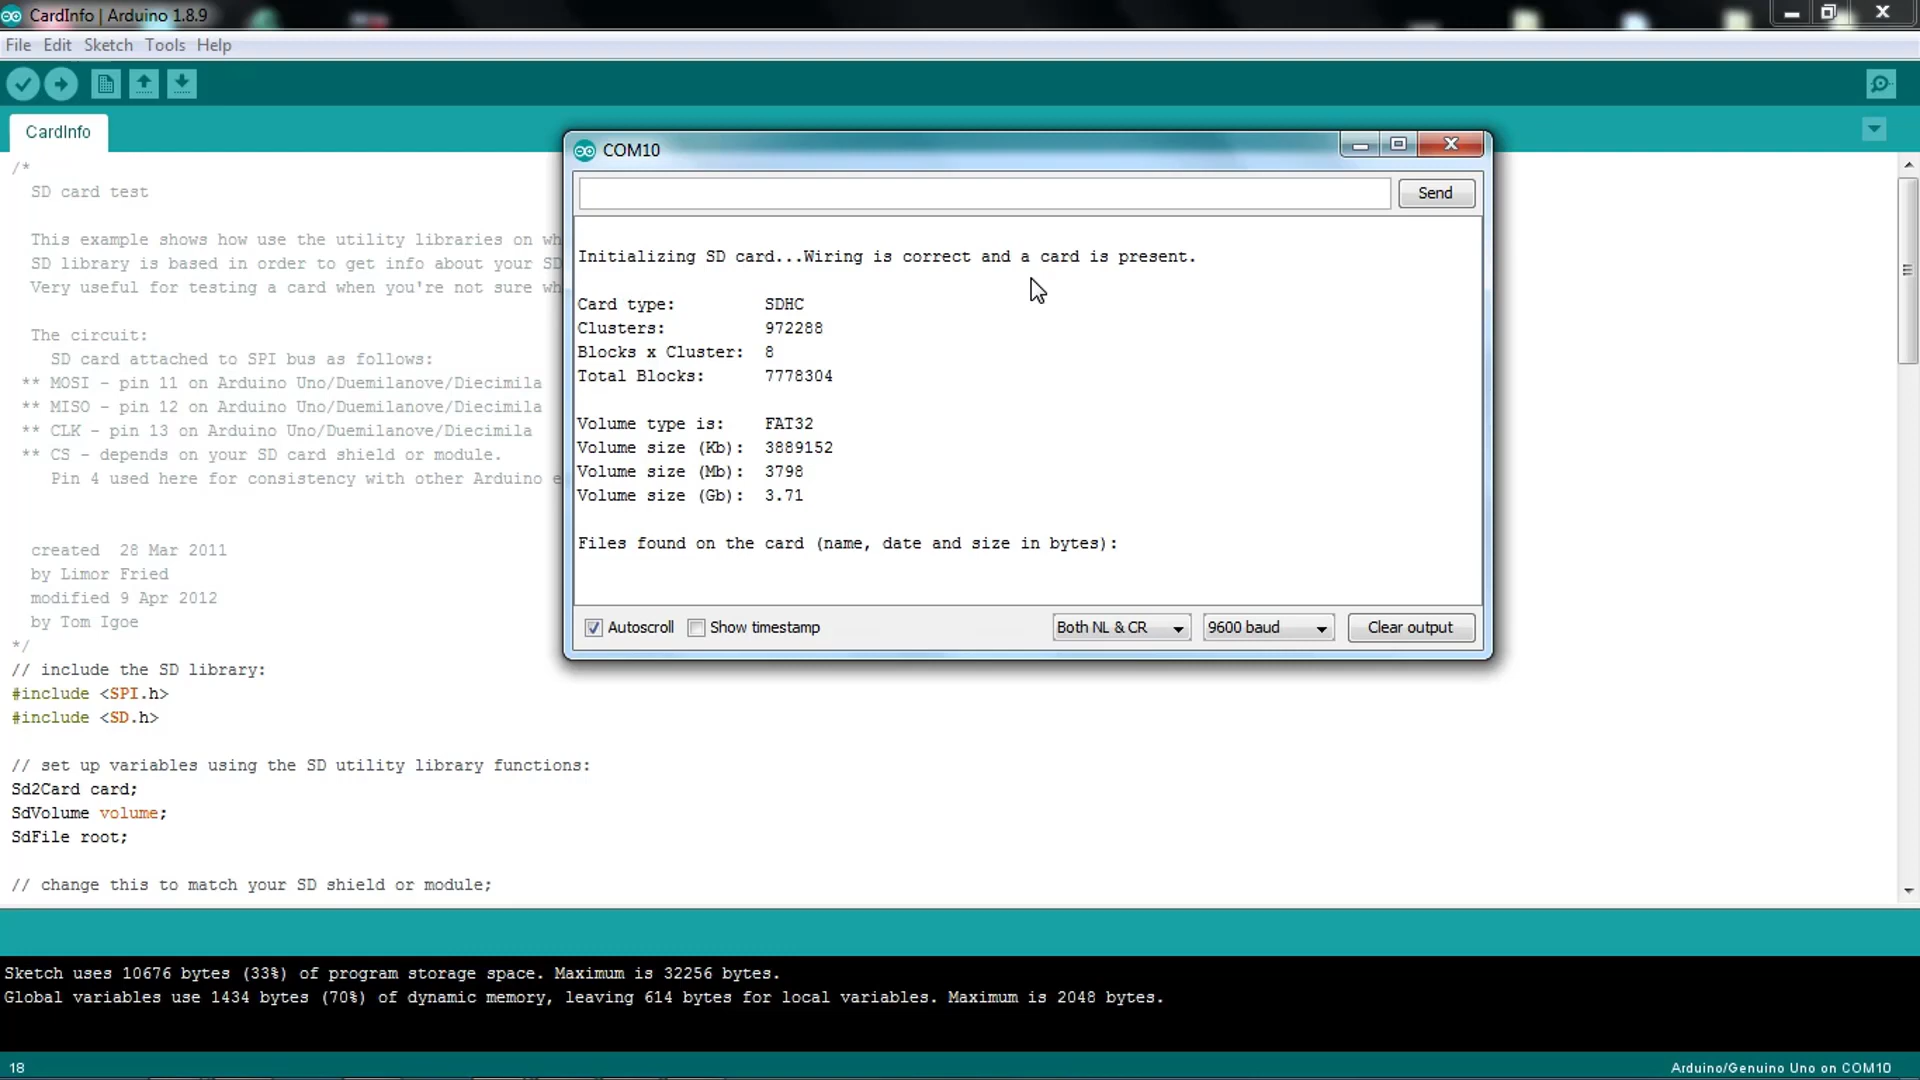 CardInfo | Arduino 1.8.9
File Edit Sketch Tools Help
CardInfo
/*
SD card test
This example shows how use the utility libraries on wh
SD library is based in order to get info about your SD
Very useful for testing a card when you're not sure wh
The circuit:
SD card attached to SPI bus as follows:
** MOSI - pin 11 on Arduino Uno/Duemilanove/Diecimila
** MISO - pin 12 on Arduino Uno/Duemilanove/Diecimila
** CLK - pin 13 on Arduino Uno/Duemilanove/Diecimila
** CS - depends on your SD card shield or module.
Pin 4 used here for consistency with other Arduino e
created 28 Mar 2011
by Limor Fried
modified 9 Apr 2012
by Tom Igoe
*/
// include the SD library:
#include <SPI.h>
#include <SD.h>
// set up variables using the SD utility library functions:
Sd2Card card;
SdVolume volume;
SdFile root;
// change this to match your SD shield or module;
COM10
Send
Initializing SD card...Wiring is correct and a card is present.
Card type: SDHC
Clusters: 972288
Blocks x Cluster: 8
Total Blocks: 7778304
Volume type is: FAT32
Volume size (Kb): 3889152
Volume size (Mb): 3798
Volume size (Gb): 3.71
Files found on the card (name, date and size in bytes):
Autoscroll Show timestamp Both NL & CR 9600 baud Clear output
Sketch uses 10676 bytes (33%) of program storage space. Maximum is 32256 bytes.
Global variables use 1434 bytes (70%) of dynamic memory, leaving 614 bytes for local variables. Maximum is 2048 bytes.
18 Arduino/Genuino Uno on COM10